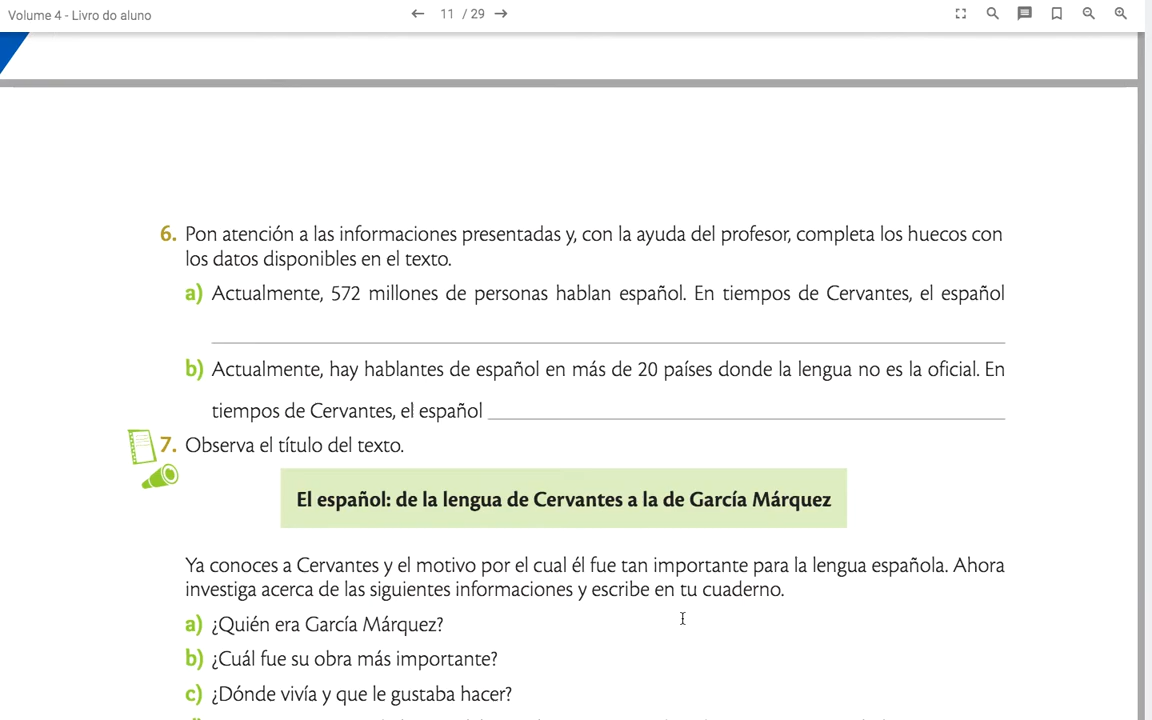 Volume 4 - Livro do aluno
11 / 29
6. Pon atención a las informaciones presentadas y, con la ayuda del profesor, completa los huecos con
los datos disponibles en el texto.
a) Actualmente, 572 millones de personas hablan español. En tiempos de Cervantes, el español
b) Actualmente, hay hablantes de español en más de 20 países donde la lengua no es la oficial. En
tiempos de Cervantes, el español
7. Observa el título del texto.
El español: de la lengua de Cervantes a la de García Márquez
Ya conoces a Cervantes y el motivo por el cual él fue tan importante para la lengua española. Ahora
investiga acerca de las siguientes informaciones y escribe en tu cuaderno.
a) ¿Quién era García Márquez?
b) ¿Cuál fue su obra más importante?
c) ¿Dónde vivía y que le gustaba hacer?